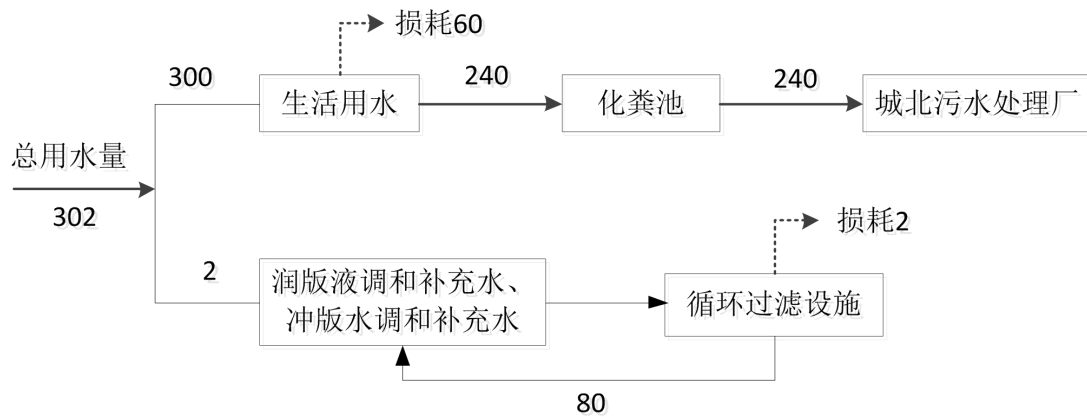 损耗60
300
240
240
生活用水
化粪池
城北污水处理厂
总用水量
302
损耗2
2
润版液调和补充水、
冲版水调和补充水
循环过滤设施
80